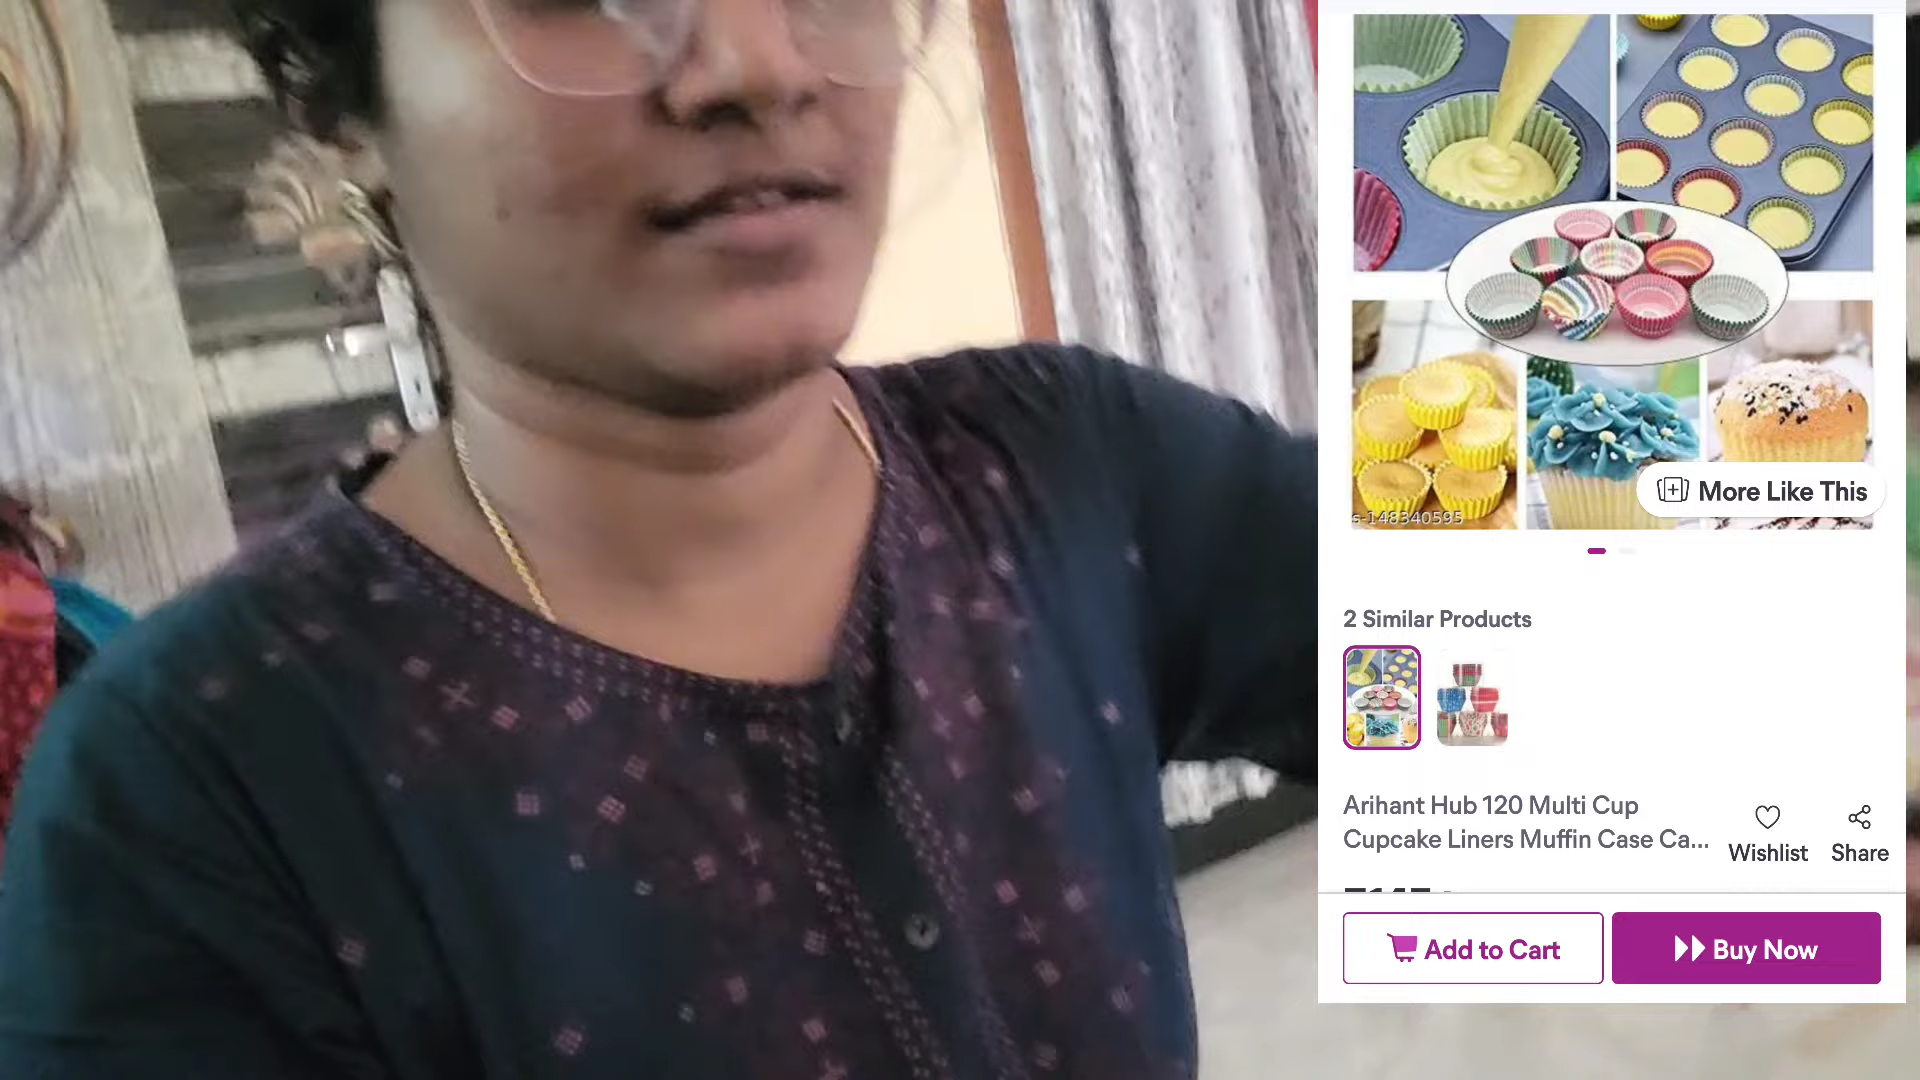 s-148340595
More Like This
2 Similar Products
Arihant Hub 120 Multi Cup
Cupcake Liners Muffin Case Ca...
Wishlist
Share
Add to Cart
Buy Now